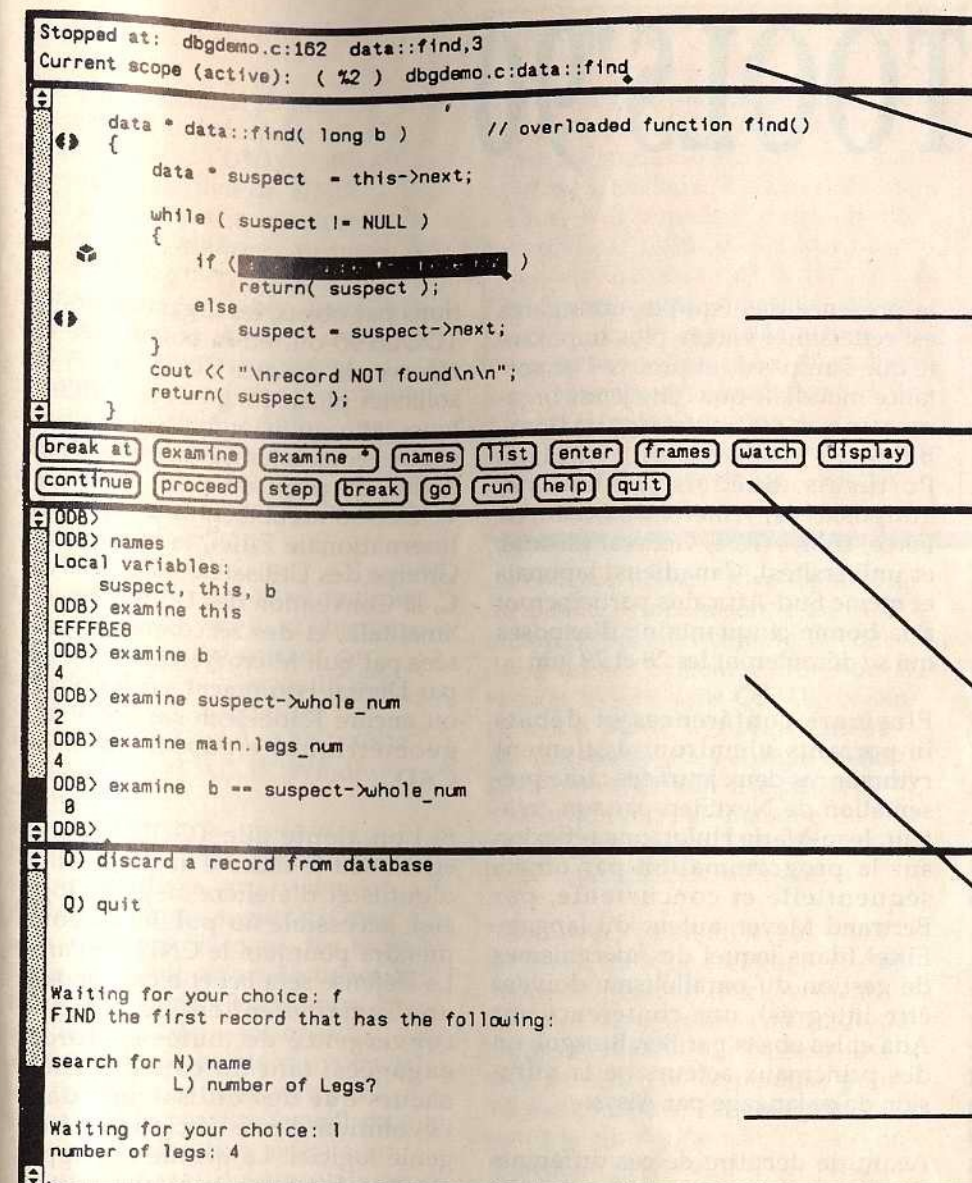 Stopped at: dbgdemo.c:162 data::find,3
Current scope (active): ( %2 ) dbgdemo.c:data::find
data * data::find( long b ) // overloaded function find()
{
data * suspect = this->next;
while ( suspect != NULL )
{
if ( )
return( suspect );
else
suspect = suspect->next;
}
cout << "\nrecord NOT found\n\n";
return( suspect );
}
break at examine examine * names list enter frames watch display
continue proceed step break go run help quit
ODB>
ODB> names
Local variables:
suspect, this, b
ODB> examine this
EFFFBE8
ODB> examine b
4
ODB> examine suspect->whole_num
2
ODB> examine main.legs_num
4
ODB> examine b == suspect->whole_num
0
ODB>
D) discard a record from database
Q) quit
Waiting for your choice: f
FIND the first record that has the following:
search for N) name
L) number of Legs?
Waiting for your choice:
number of legs: 4